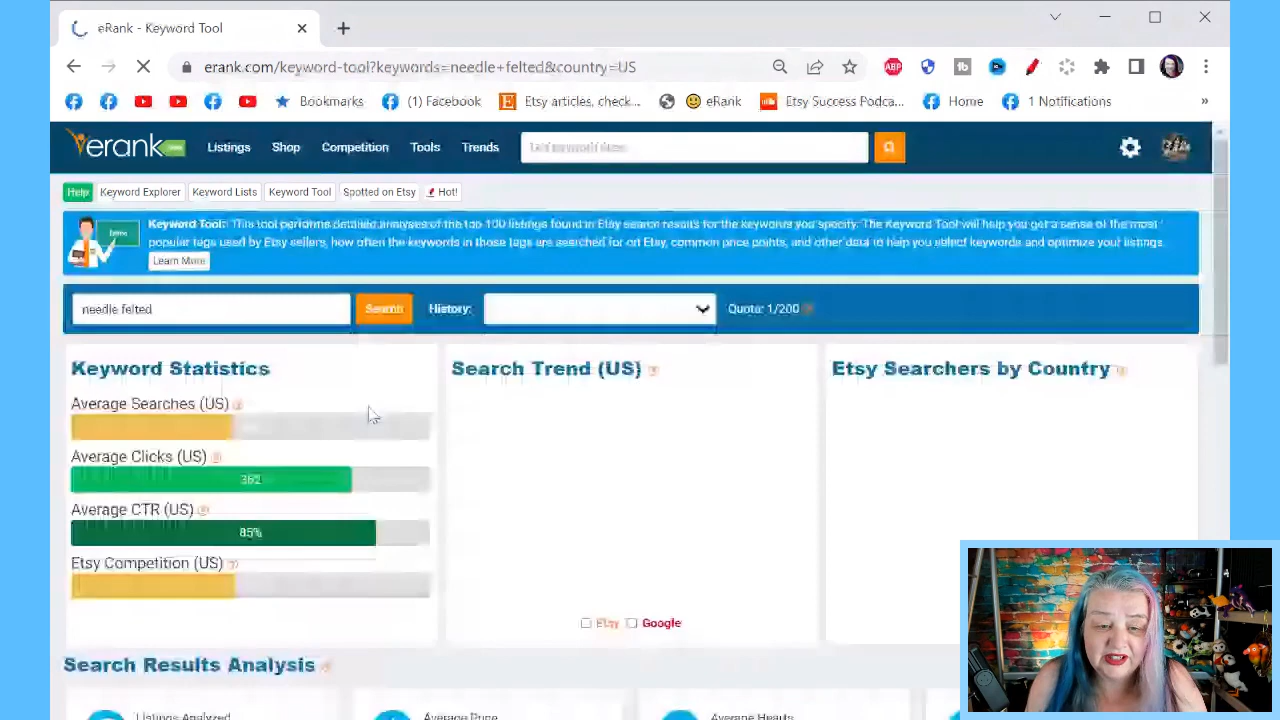 eRank - Keyword Tool
erank.com/keyword-tool?keywords=needle+felted&country=US
ABP
tb
Bookmarks
(1) Facebook
Etsy articles, check...
eRank
Etsy Success Podca...
Home
1 Notifications
»
erank
Listings
Shop
Competition
Tools
Trends
Help
Keyword Explorer
Keyword Lists
Keyword Tool
Spotted on Etsy
Hot!
Keyword Tool: This tool performs detailed analyses of the top 100 listings found in Etsy search results for the keywords you specify. The Keyword Tool will help you get a sense of the most
popular tags used by Etsy sellers, how often the keywords in those tags are searched for on Etsy, common price points, and other data to help you select keywords and optimize your listings.
Learn More
needle felted
Search
History:
Quota: 1/200
Keyword Statistics
Average Searches (US)
Average Clicks (US)
362
Average CTR (US)
85%
Etsy Competition (US)
Search Trend (US)
Etsy
Google
Etsy Searchers by Country
Search Results Analysis
Listings Analyzed
Average Price
Average Hearts